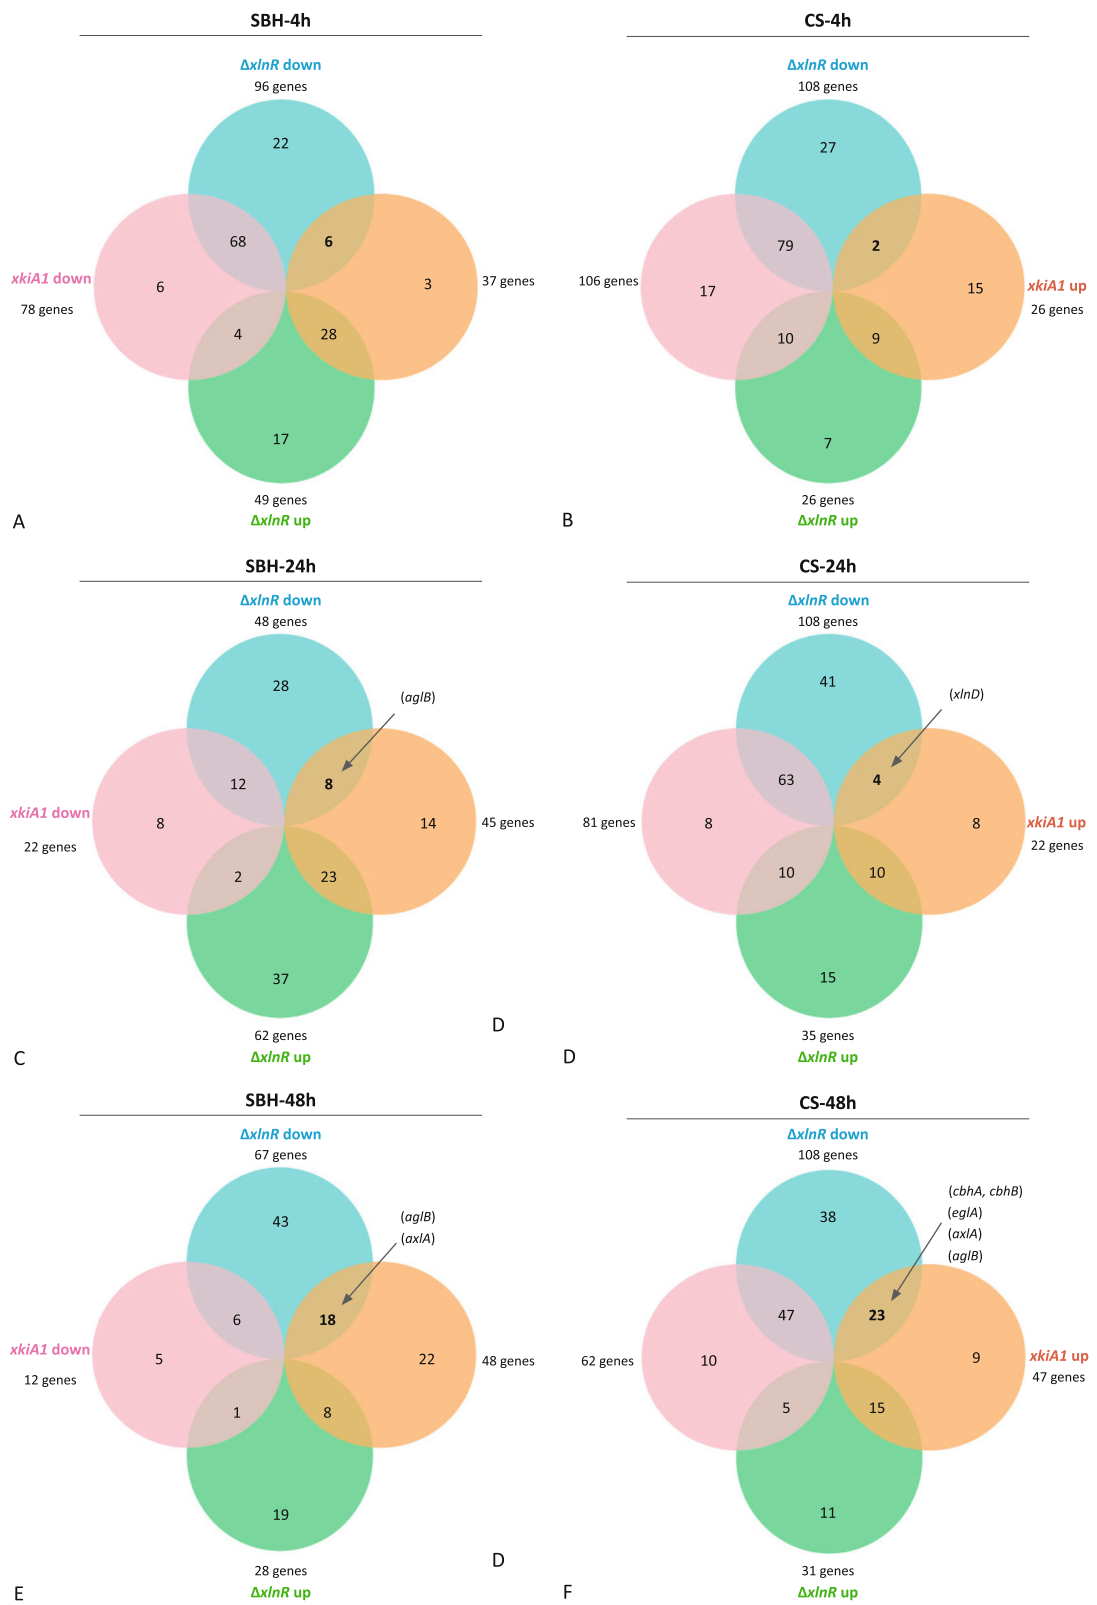 SBH-4h
ΔxlnR down
96 genes
22
68
6
xkiA1 down
78 genes
6
3
37 genes
4
28
17
49 genes
ΔxlnR up
A
CS-4h
ΔxlnR down
108 genes
27
79
2
106 genes
17
15
xkiA1 up
26 genes
10
9
7
26 genes
ΔxlnR up
B
SBH-24h
ΔxlnR down
48 genes
28
(aglB)
12
8
xkiA1 down
22 genes
8
14
45 genes
2
23
37
62 genes
ΔxlnR up
C
D
CS-24h
ΔxlnR down
108 genes
41
(xlnD)
63
4
81 genes
8
8
xkiA1 up
22 genes
10
10
15
35 genes
ΔxlnR up
D
SBH-48h
ΔxlnR down
67 genes
43
(aglB)
(axlA)
6
18
xkiA1 down
12 genes
5
22
48 genes
1
8
19
28 genes
ΔxlnR up
E
D
CS-48h
ΔxlnR down
108 genes
38
(cbhA, cbhB)
(eglA)
(axlA)
(aglB)
47
23
62 genes
10
9
xkiA1 up
47 genes
5
15
11
31 genes
ΔxlnR up
F